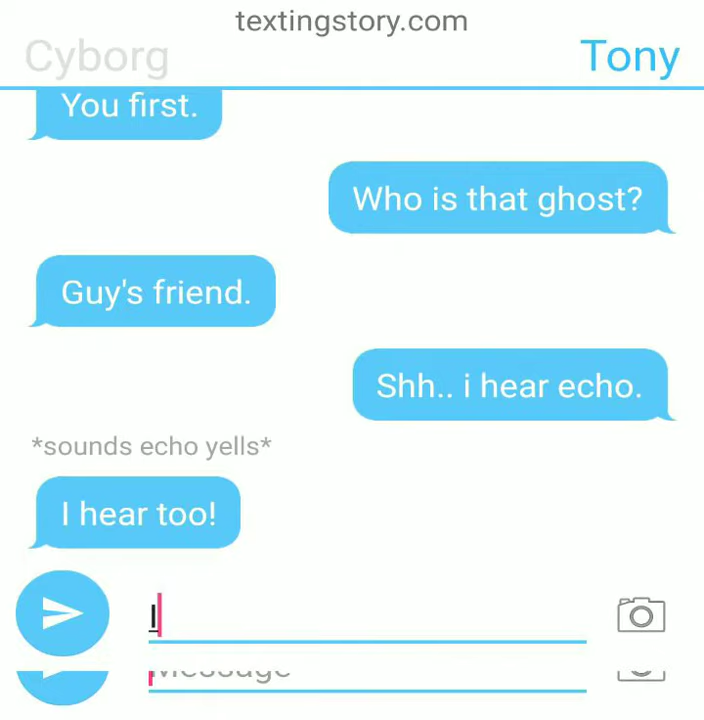 textingstory.com
Cyborg
Tony
You first.
Who is that ghost?
Guy's friend.
Shh.. i hear echo.
*sounds echo yells*
I hear too!
I
Message